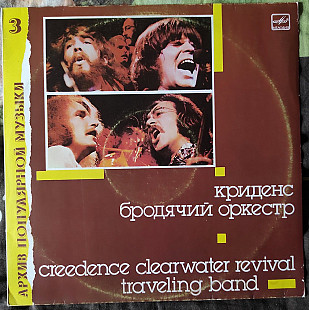 3
АРХИВ ПОПУЛЯРНОЙ МУЗЫКИ
криденс
бродячий оркестр
creedence clearwater revival
traveling band